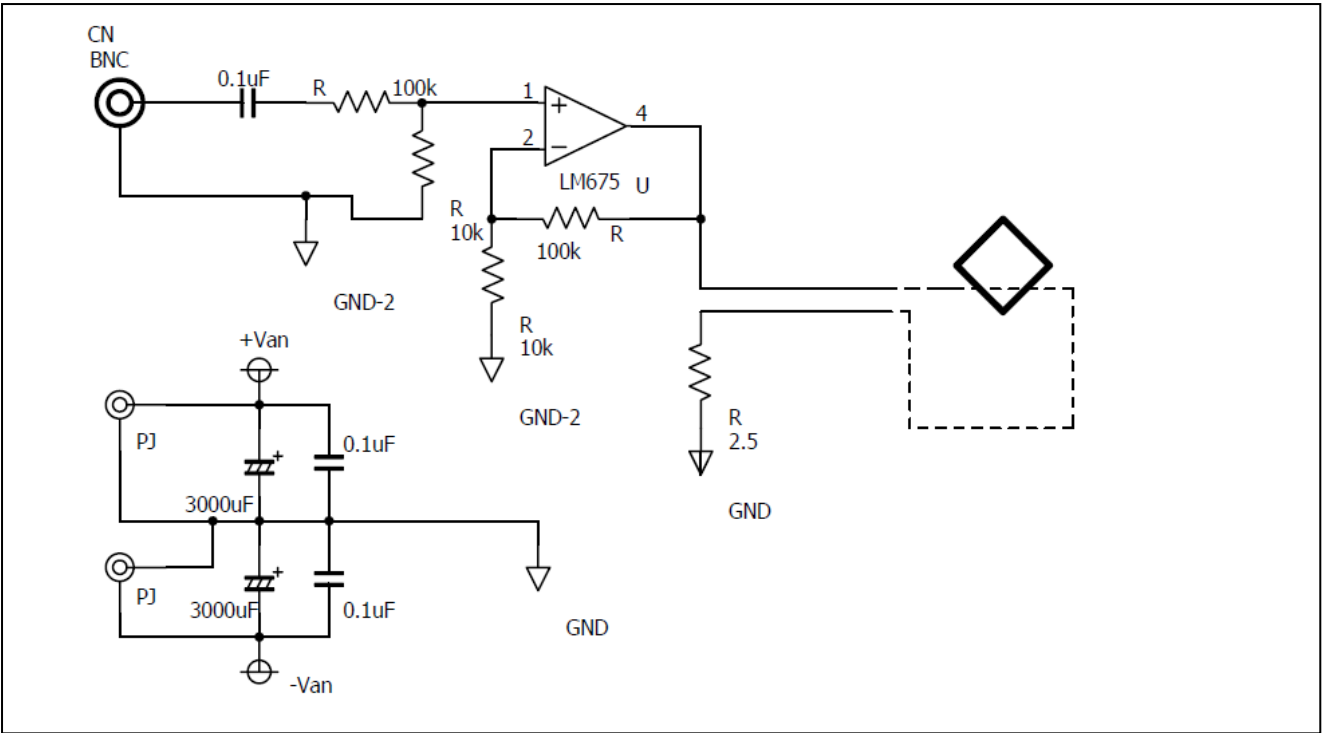 CN
BNC
0.1uF
R
100k
1
+
2
−
4
LM675
U
R
10k
100k
R
GND-2
R
10k
GND-2
+Van
PJ
+
0.1uF
3000uF
R
2.5
GND
PJ
+
3000uF
0.1uF
GND
-Van